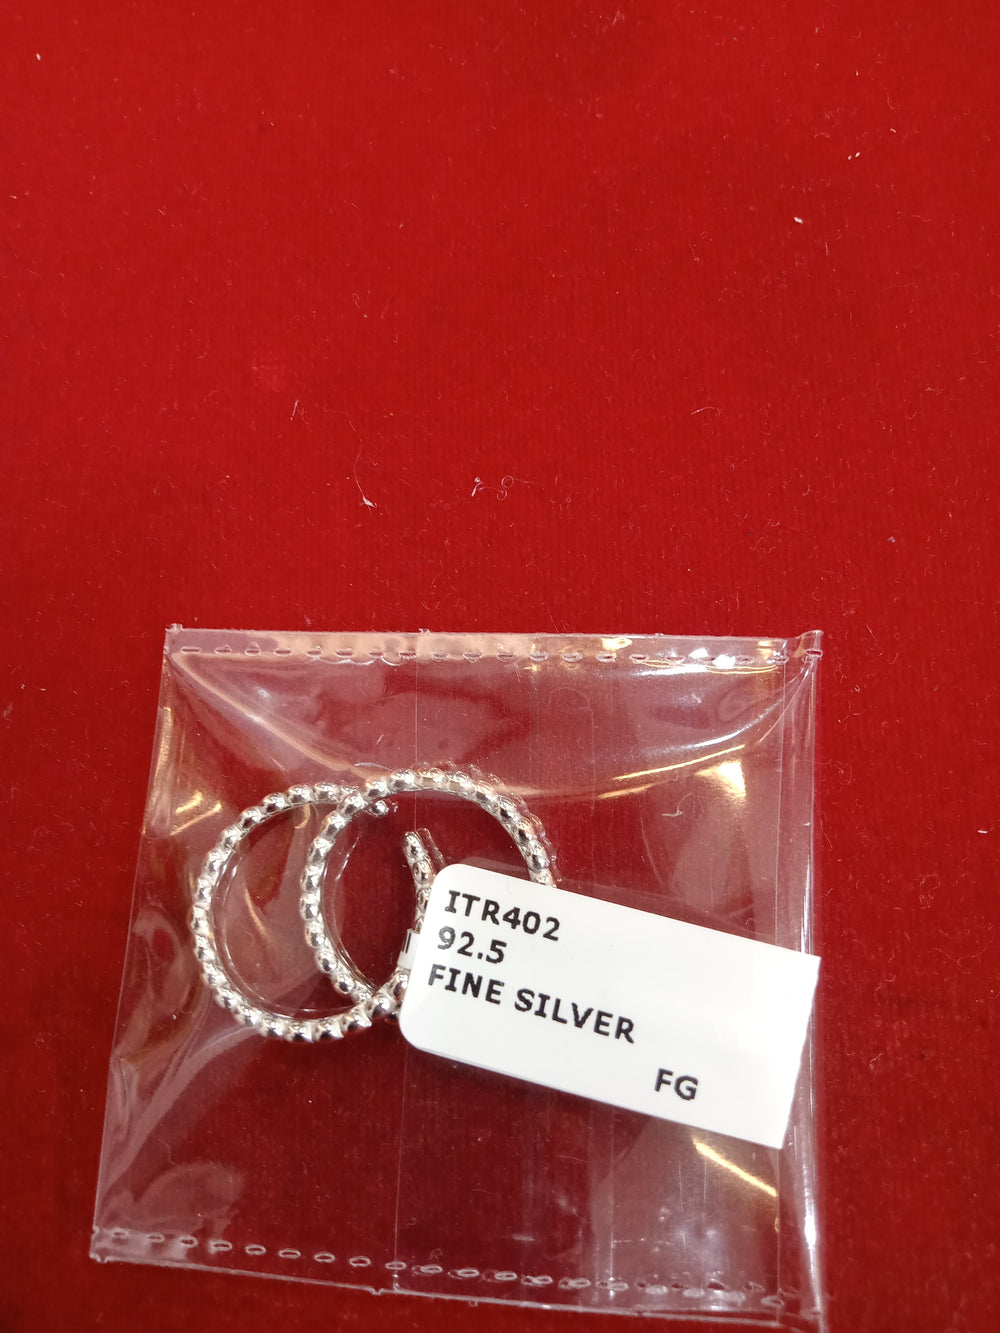 ITR402
92.5
FINE SILVER
FG